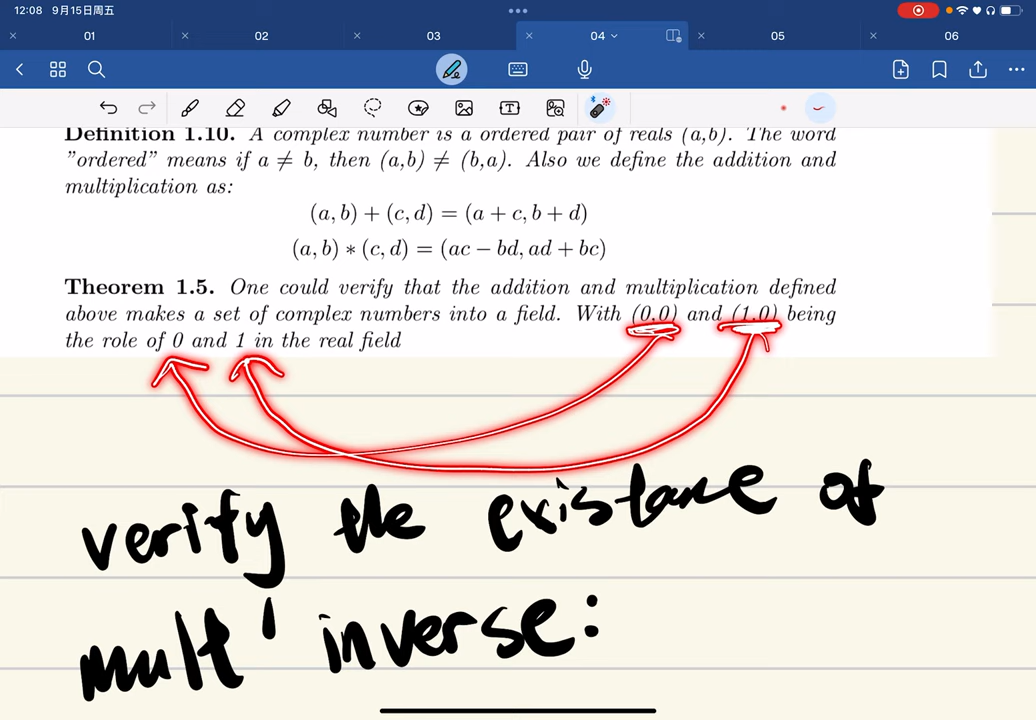 12:08 9月15日周五
01 02 03 04 05 06
Definition 1.10. A complex number is a ordered pair of reals (a,b). The word
"ordered" means if a ≠ b, then (a,b) ≠ (b,a). Also we define the addition and
multiplication as:
(a, b) + (c, d) = (a + c, b + d)
(a, b) ∗ (c, d) = (ac − bd, ad + bc)
Theorem 1.5. One could verify that the addition and multiplication defined
above makes a set of complex numbers into a field. With (0,0) and (1,0) being
the role of 0 and 1 in the real field
verify the existance of
mult' inverse: